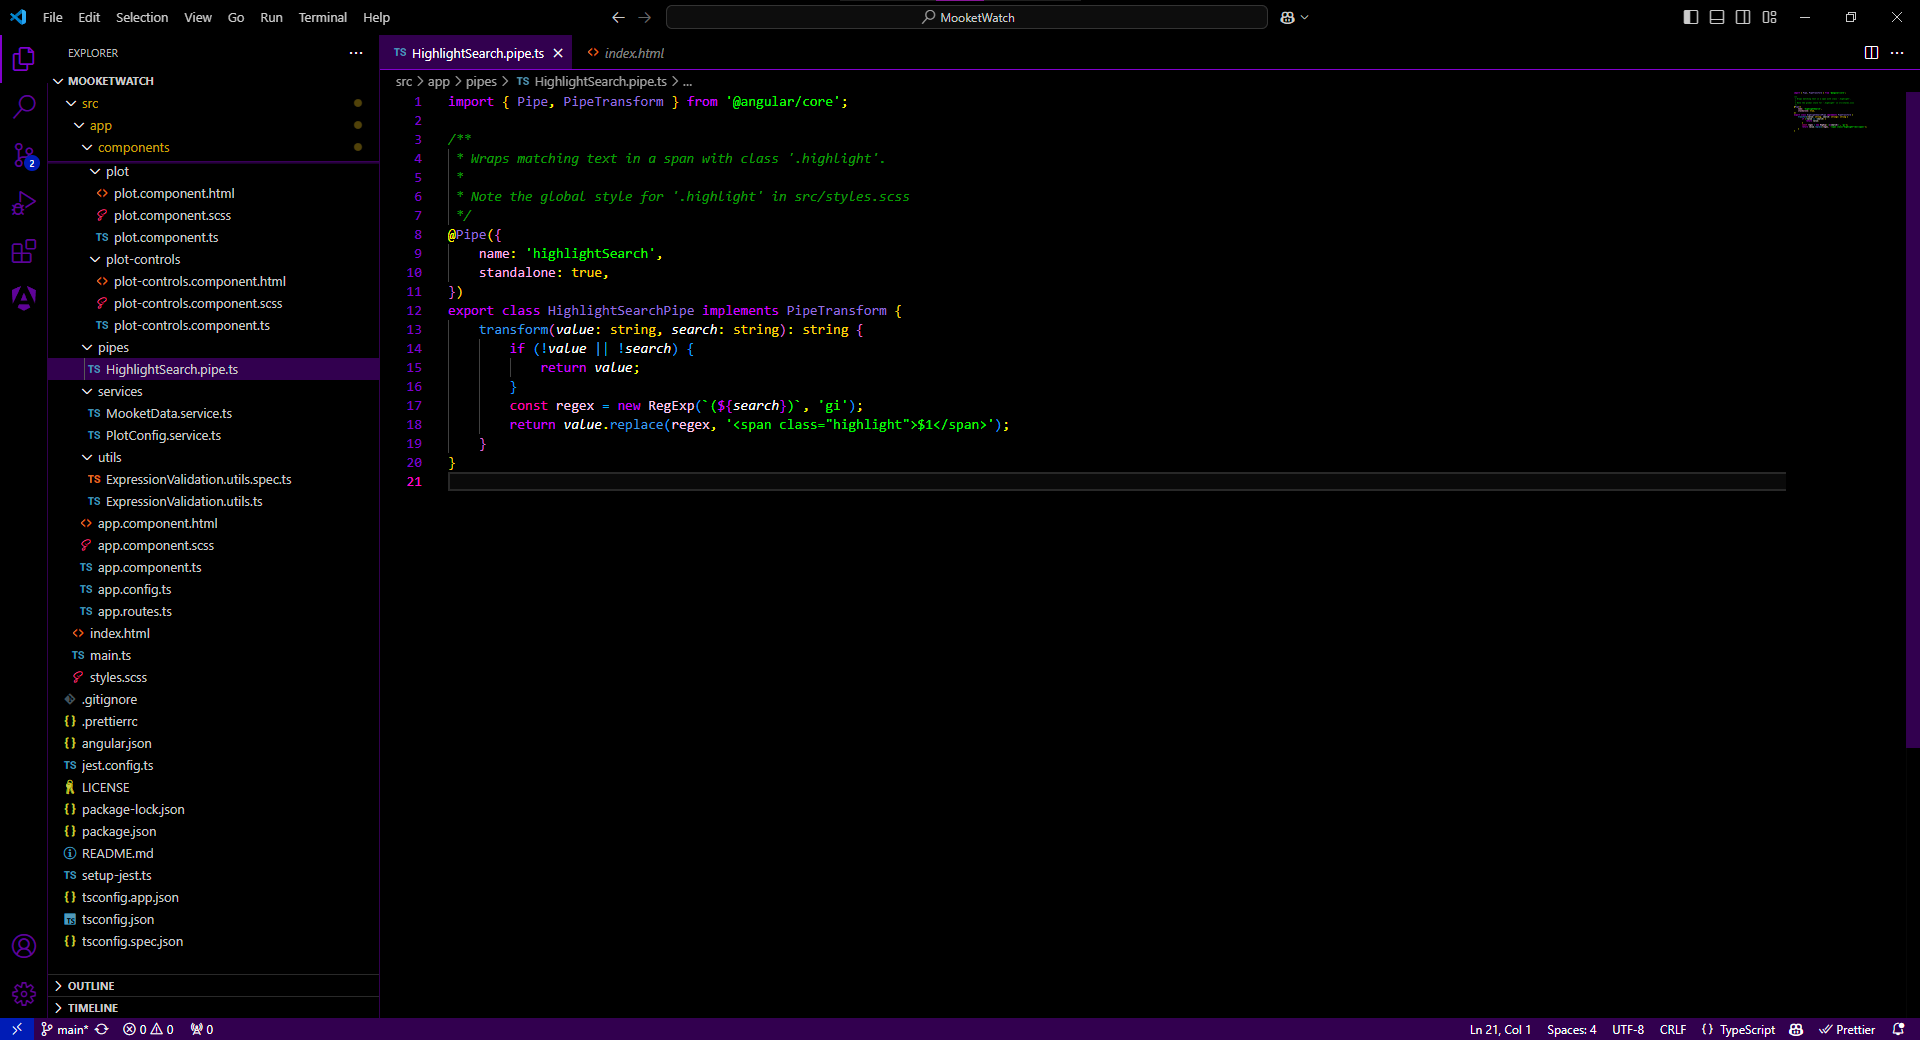 File Edit Selection View Go Run Terminal Help
MooketWatch
EXPLORER
MOOKETWATCH
src
app
components
plot
plot.component.html
plot.component.scss
TS plot.component.ts
plot-controls
plot-controls.component.html
plot-controls.component.scss
TS plot-controls.component.ts
pipes
TS HighlightSearch.pipe.ts
services
TS MooketData.service.ts
TS PlotConfig.service.ts
utils
TS ExpressionValidation.utils.spec.ts
TS ExpressionValidation.utils.ts
app.component.html
app.component.scss
TS app.component.ts
TS app.config.ts
TS app.routes.ts
index.html
TS main.ts
styles.scss
.gitignore
{} .prettierrc
{} angular.json
TS jest.config.ts
LICENSE
{} package-lock.json
{} package.json
README.md
TS setup-jest.ts
{} tsconfig.app.json
TS tsconfig.json
{} tsconfig.spec.json
OUTLINE
TIMELINE
2
TS HighlightSearch.pipe.ts
index.html
src > app > pipes > TS HighlightSearch.pipe.ts > ...
1 import { Pipe, PipeTransform } from '@angular/core';
2
3 /**
4 * Wraps matching text in a span with class '.highlight'.
5 *
6 * Note the global style for '.highlight' in src/styles.scss
7 */
8 @Pipe({
9 name: 'highlightSearch',
10 standalone: true,
11 })
12 export class HighlightSearchPipe implements PipeTransform {
13 transform(value: string, search: string): string {
14 if (!value || !search) {
15 return value;
16 }
17 const regex = new RegExp(`(${search})`, 'gi');
18 return value.replace(regex, '<span class="highlight">$1</span>');
19 }
20 }
21
main* 0 0 0
Ln 21, Col 1 Spaces: 4 UTF-8 CRLF {} TypeScript Prettier